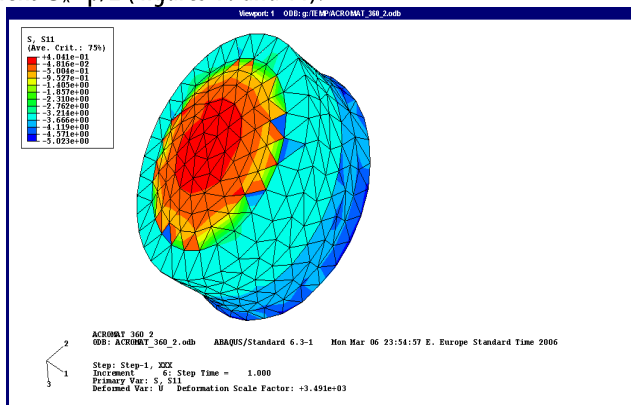 Viewport: 1 ODB: g:/TEMP/ACROMAT_360_2.odb
S, S11
(Ave. Crit.: 75%)
+4.041e-01
-4.816e-02
-5.004e-01
-9.527e-01
-1.405e+00
-1.857e+00
-2.310e+00
-2.762e+00
-3.214e+00
-3.666e+00
-4.119e+00
-4.571e+00
-5.023e+00
ACROMAT 360 2
ODB: ACROMAT_360_2.odb ABAQUS/Standard 6.3-1 Mon Mar 06 23:54:57 E. Europe Standard Time 2006
2
1
3
Step: Step-1, XXX
Increment 6: Step Time = 1.000
Primary Var: S, S11
Deformed Var: U Deformation Scale Factor: +3.491e+03